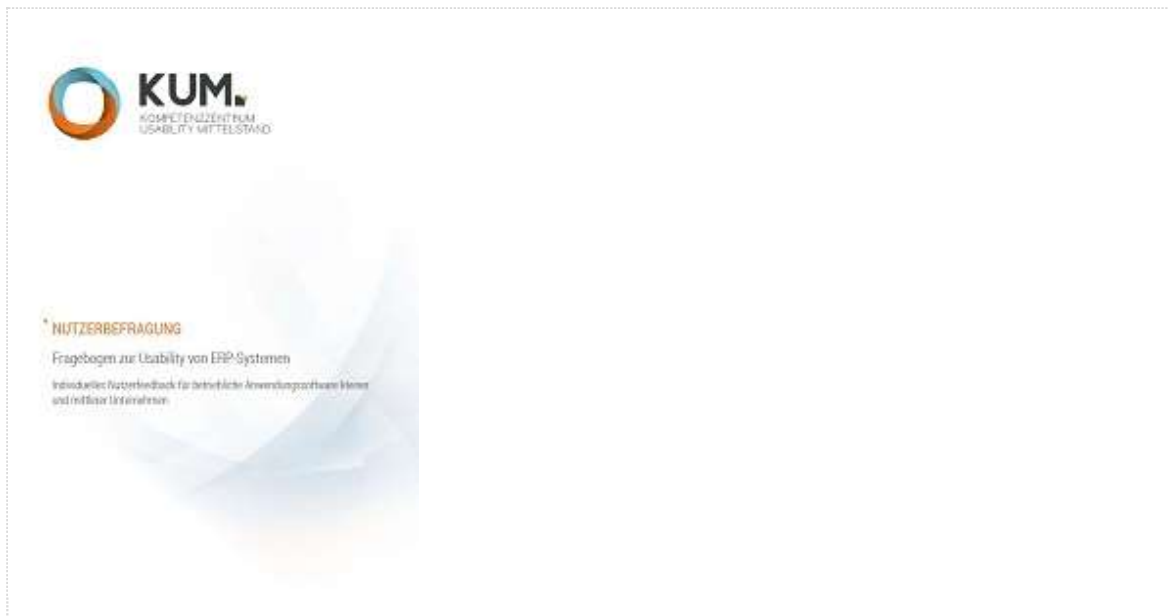 KUM.
KOMPETENZZENTRUM
USABILITY MITTELSTAND
NUTZERBEFRAGUNG
Fragebogen zur Usability von ERP-Systemen
Individuelles Nutzerfeedback für betriebliche Anwendungssoftware kleiner
und mittlerer Unternehmen